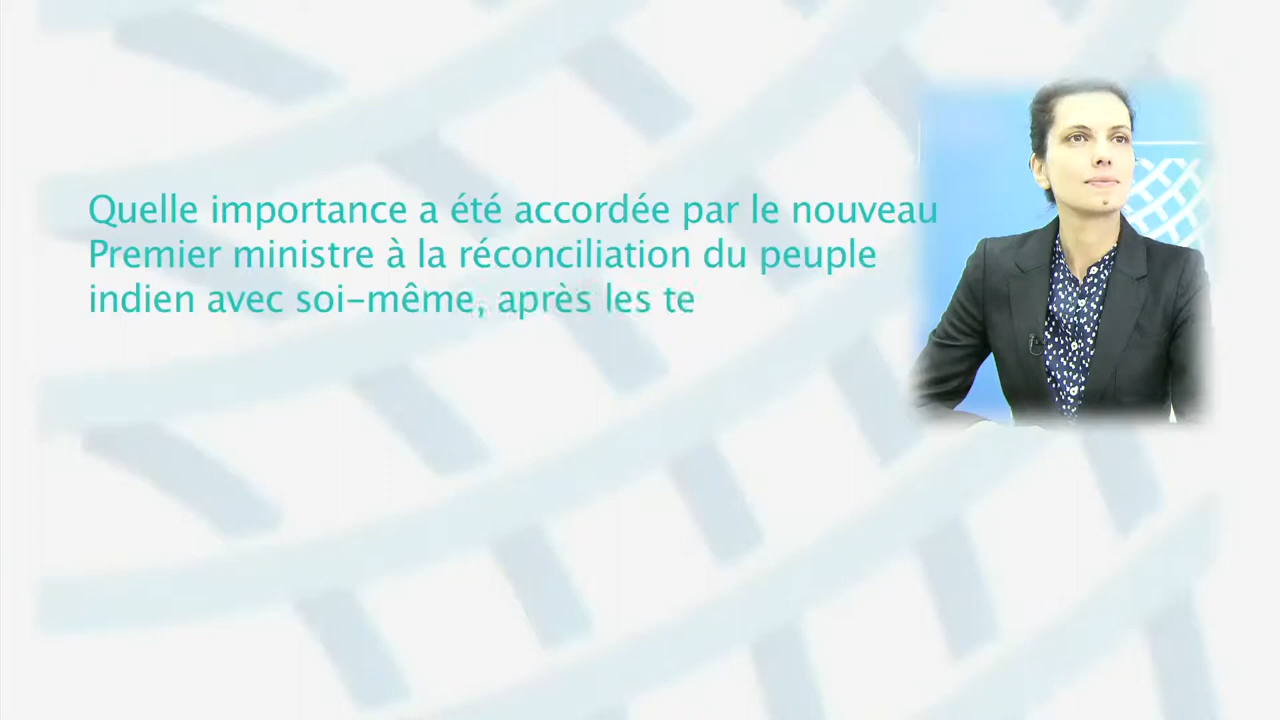 Quelle importance a été accordée par le nouveau
Premier ministre à la réconciliation du peuple
indien avec soi-même, après les te